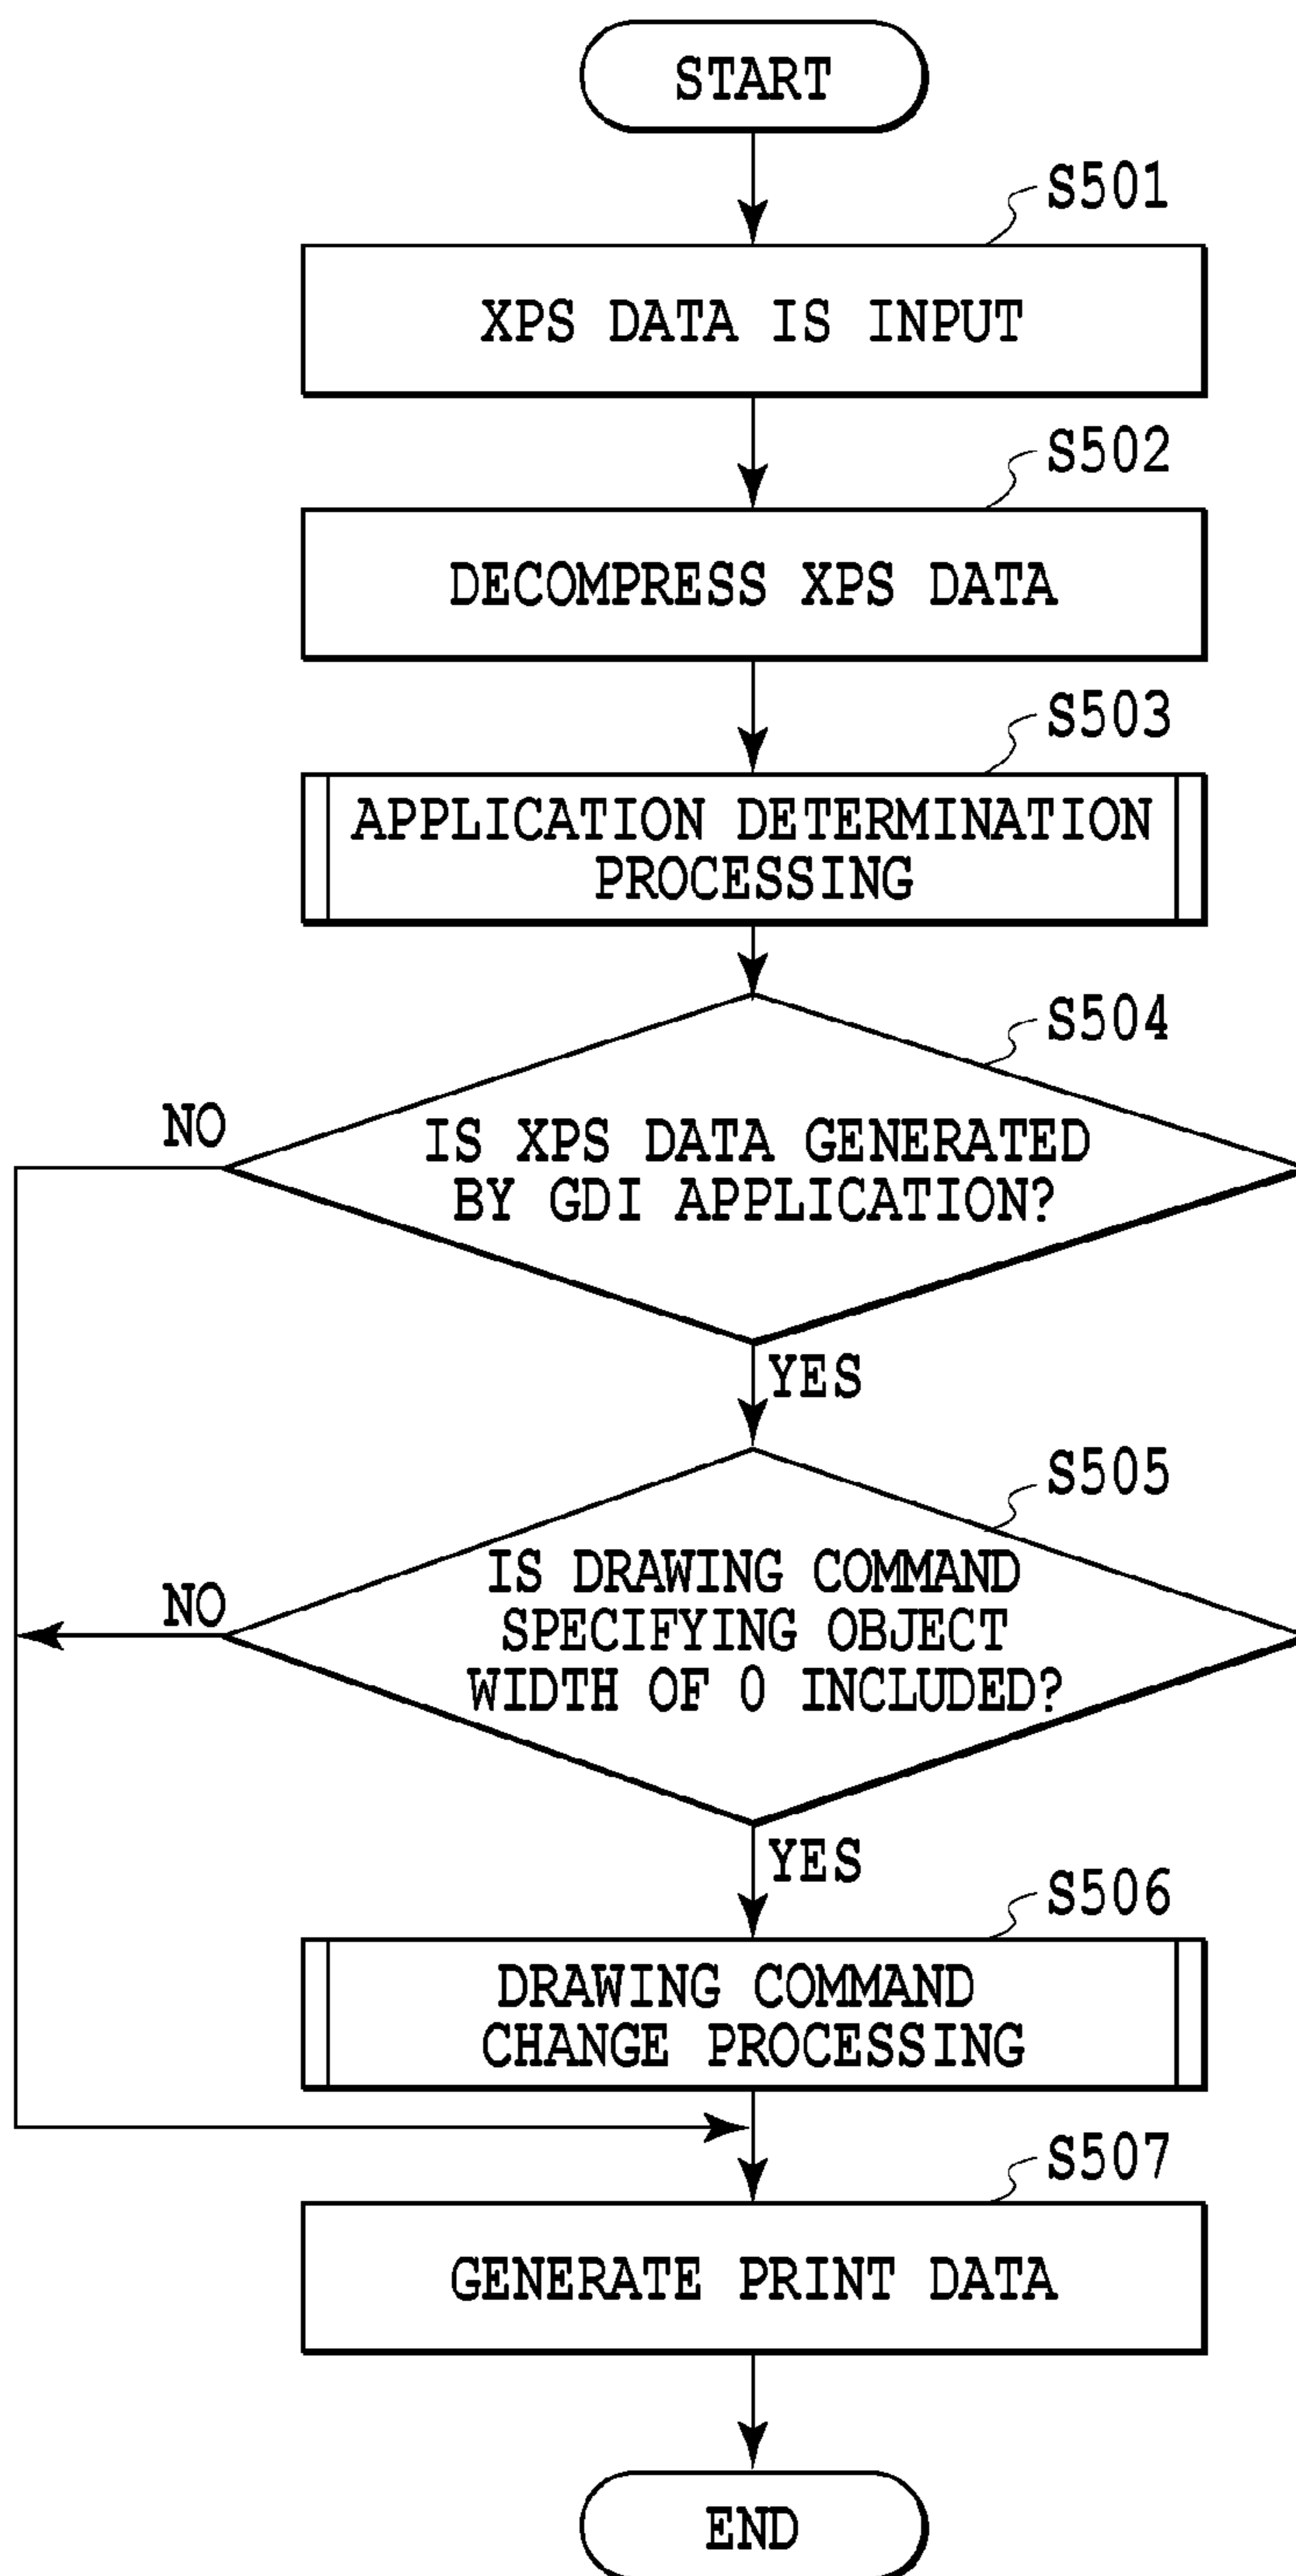 START
S501
XPS DATA IS INPUT
S502
DECOMPRESS XPS DATA
S503
APPLICATION DETERMINATION
PROCESSING
S504
NO
IS XPS DATA GENERATED
BY GDI APPLICATION?
YES
S505
NO
IS DRAWING COMMAND
SPECIFYING OBJECT
WIDTH OF 0 INCLUDED?
YES
S506
DRAWING COMMAND
CHANGE PROCESSING
S507
GENERATE PRINT DATA
END